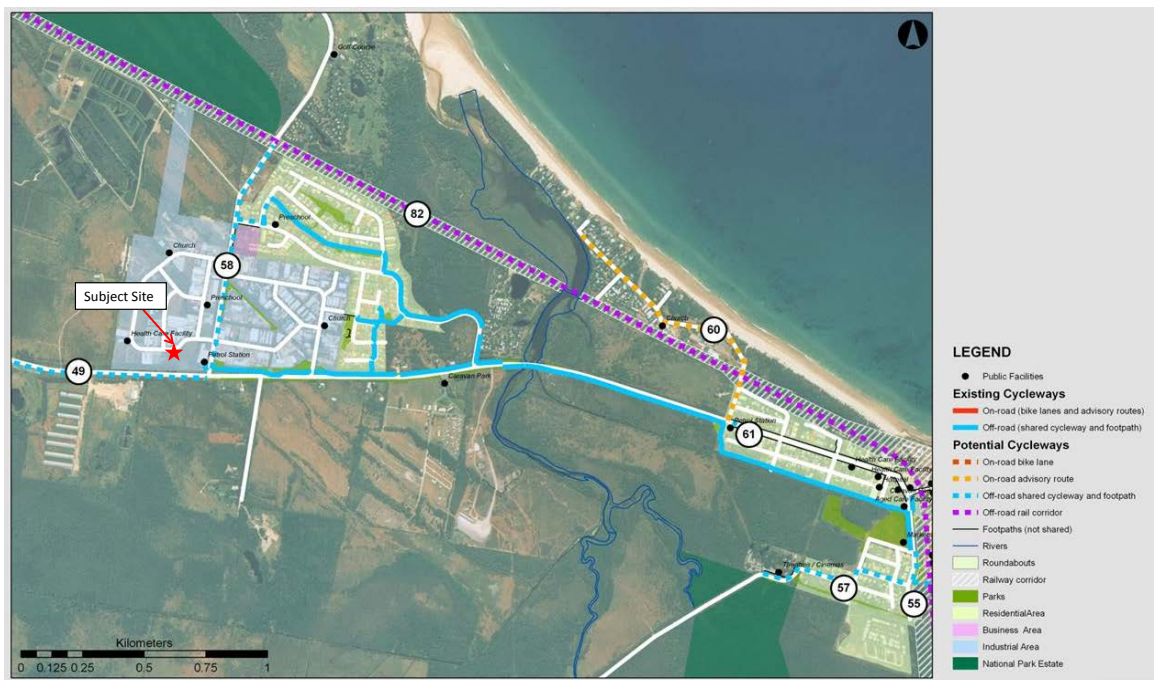 Golf Course
82
Preschool
Church
58
Preschool
Subject Site
Health Care Facility
Church
Petrol Station
49
Caravan Park
Church
60
Petrol Station
61
Health Care Facility
Health Care Facility
Aged Care Facility
Theatres / Cinemas
57
55
Kilometers
0 0.125 0.25 0.5 0.75 1
LEGEND
Public Facilities
Existing Cycleways
On-road (bike lanes and advisory routes)
Off-road (shared cycleway and footpath)
Potential Cycleways
On-road bike lane
On-road advisory route
Off-road shared cycleway and footpath
Off-road rail corridor
Footpaths (not shared)
Rivers
Roundabouts
Railway corridor
Parks
ResidentialArea
Business Area
Industrial Area
National Park Estate